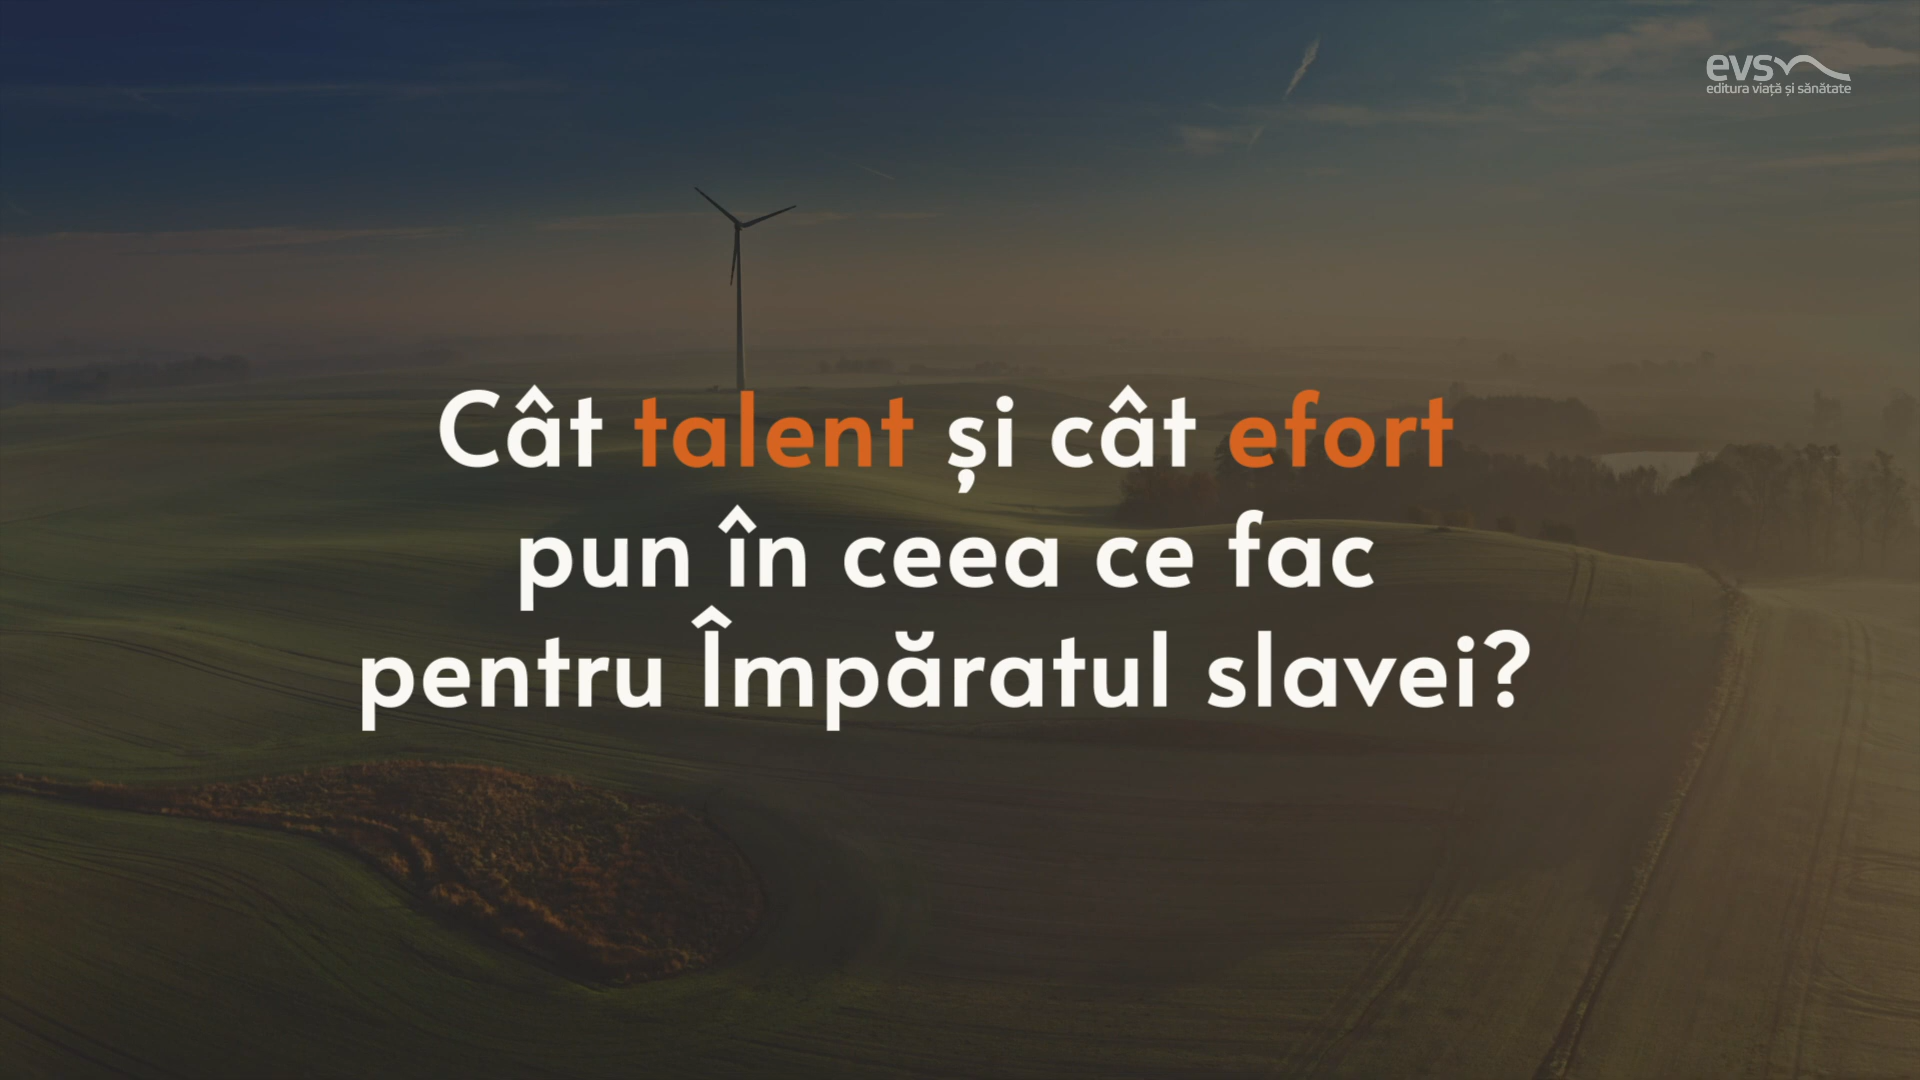 evs
editura viață și sănătate
Cât talent și cât efort
pun în ceea ce fac
pentru Împăratul slavei?